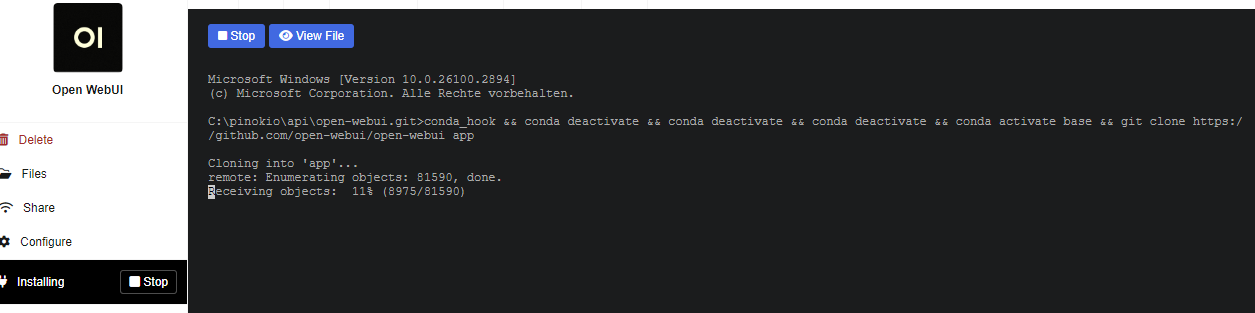 OI
Open WebUI
Delete
Files
Share
Configure
Installing
Stop
Stop
View File
Microsoft Windows [Version 10.0.26100.2894]
(c) Microsoft Corporation. Alle Rechte vorbehalten.
C:\pinokio\api\open-webui.git>conda_hook && conda deactivate && conda deactivate && conda deactivate && conda activate base && git clone https:/
/github.com/open-webui/open-webui app
Cloning into 'app'...
remote: Enumerating objects: 81590, done.
Receiving objects:  11% (8975/81590)